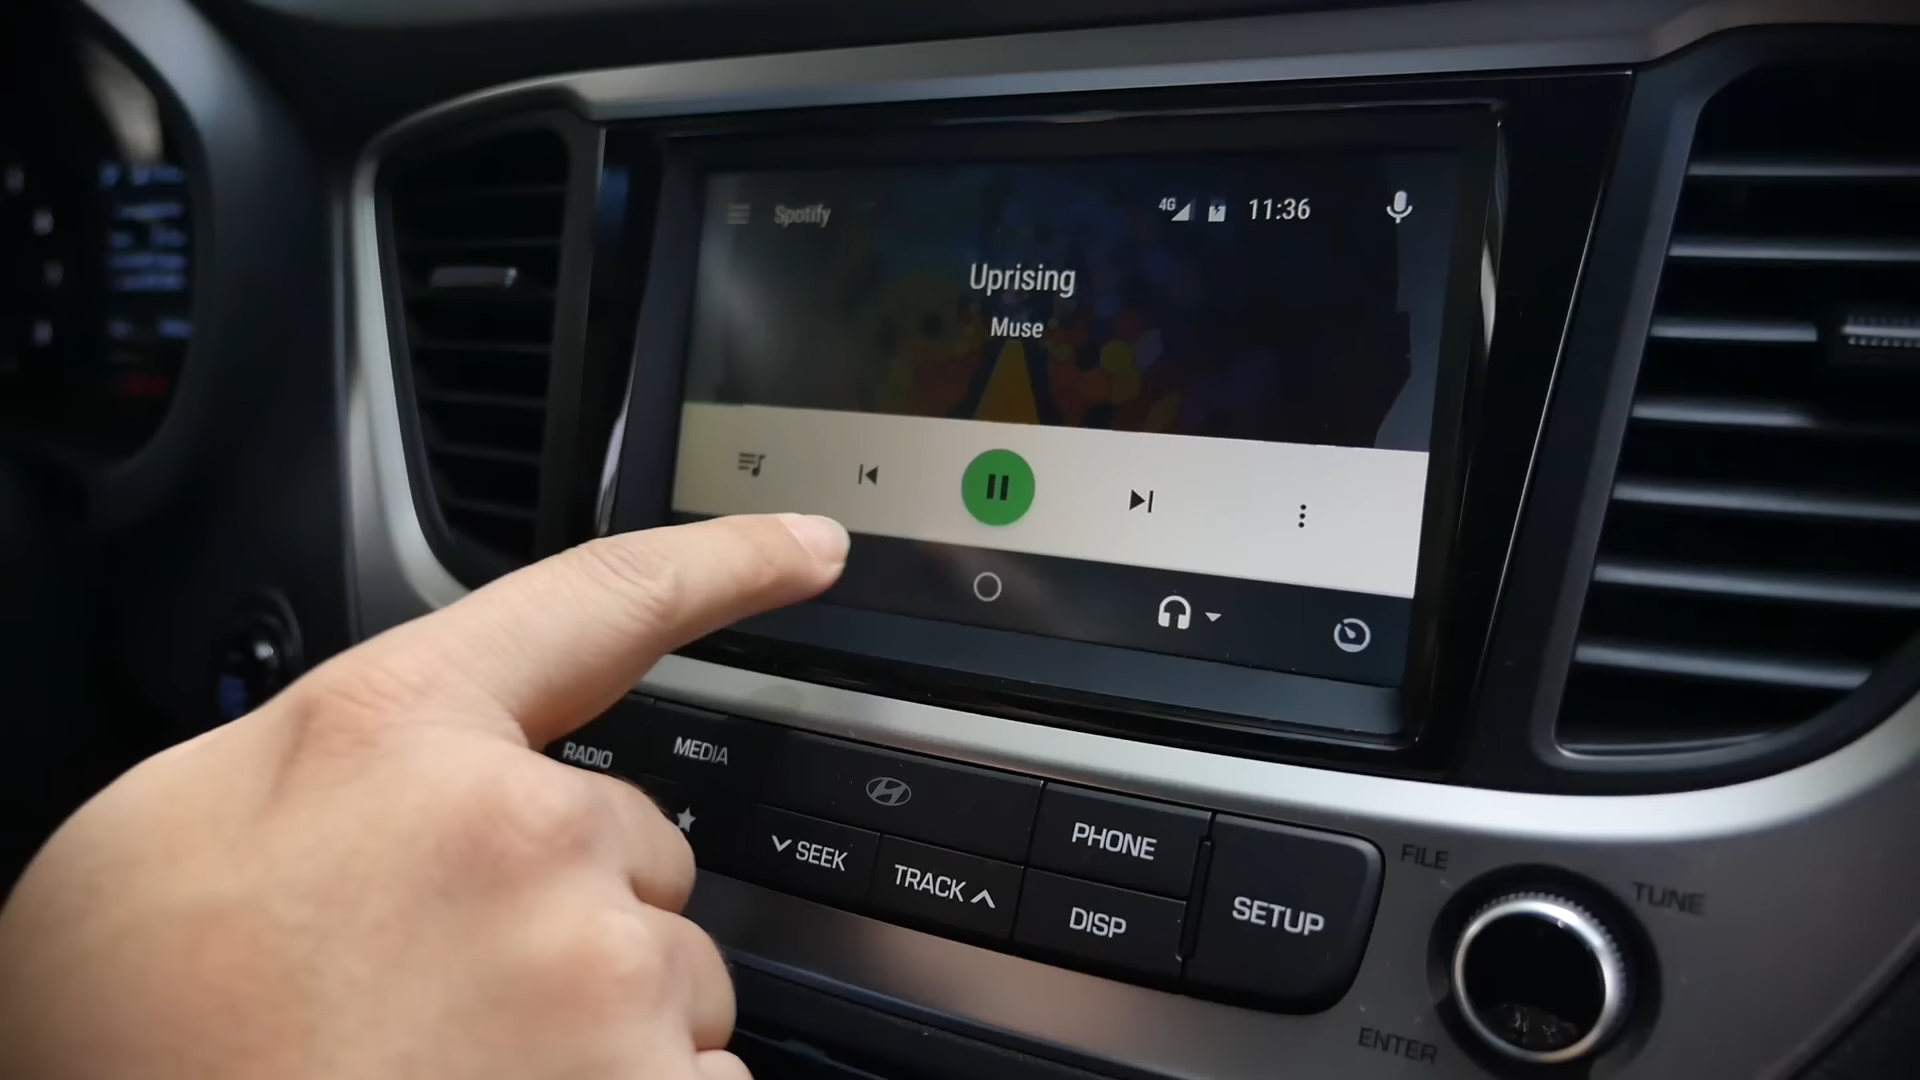 Spotify
4G
11:36
Uprising
Muse
RADIO
MEDIA
SEEK
TRACK
PHONE
DISP
SETUP
FILE
TUNE
ENTER